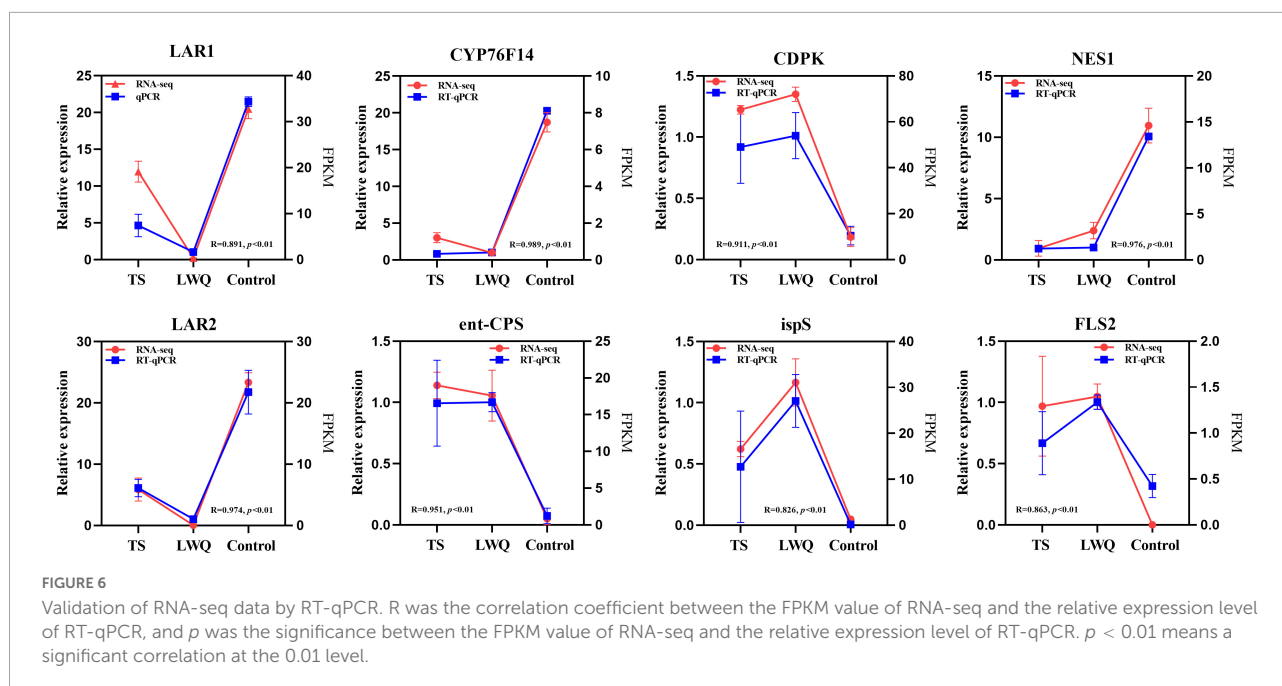 LAR1
RNA-seq
qPCR
Relative expression
25
20
15
10
5
0
40
30
20
10
0
FPKM
R=0.891, p<0.01
TS LWQ Control
CYP76F14
RNA-seq
RT-qPCR
Relative expression
25
20
15
10
5
0
10
8
6
4
2
0
FPKM
R=0.989, p<0.01
TS LWQ Control
CDPK
RNA-seq
RT-qPCR
Relative expression
1.5
1.0
0.5
0.0
80
60
40
20
0
FPKM
R=0.911, p<0.01
TS LWQ Control
NES1
RNA-seq
RT-qPCR
Relative expression
15
10
5
0
20
15
10
5
0
FPKM
R=0.976, p<0.01
TS LWQ Control
LAR2
RNA-seq
RT-qPCR
Relative expression
30
20
10
0
30
20
10
0
FPKM
R=0.974, p<0.01
TS LWQ Control
ent-CPS
RNA-seq
RT-qPCR
Relative expression
1.5
1.0
0.5
0.0
25
20
15
10
5
0
FPKM
R=0.951, p<0.01
TS LWQ Control
ispS
RNA-seq
RT-qPCR
Relative expression
1.5
1.0
0.5
0.0
40
30
20
10
0
FPKM
R=0.826, p<0.01
TS LWQ Control
FLS2
RNA-seq
RT-qPCR
Relative expression
1.5
1.0
0.5
0.0
2.0
1.5
1.0
0.5
0.0
FPKM
R=0.863, p<0.01
TS LWQ Control
FIGURE 6
Validation of RNA-seq data by RT-qPCR. R was the correlation coefficient between the FPKM value of RNA-seq and the relative expression level
of RT-qPCR, and p was the significance between the FPKM value of RNA-seq and the relative expression level of RT-qPCR. p < 0.01 means a
significant correlation at the 0.01 level.